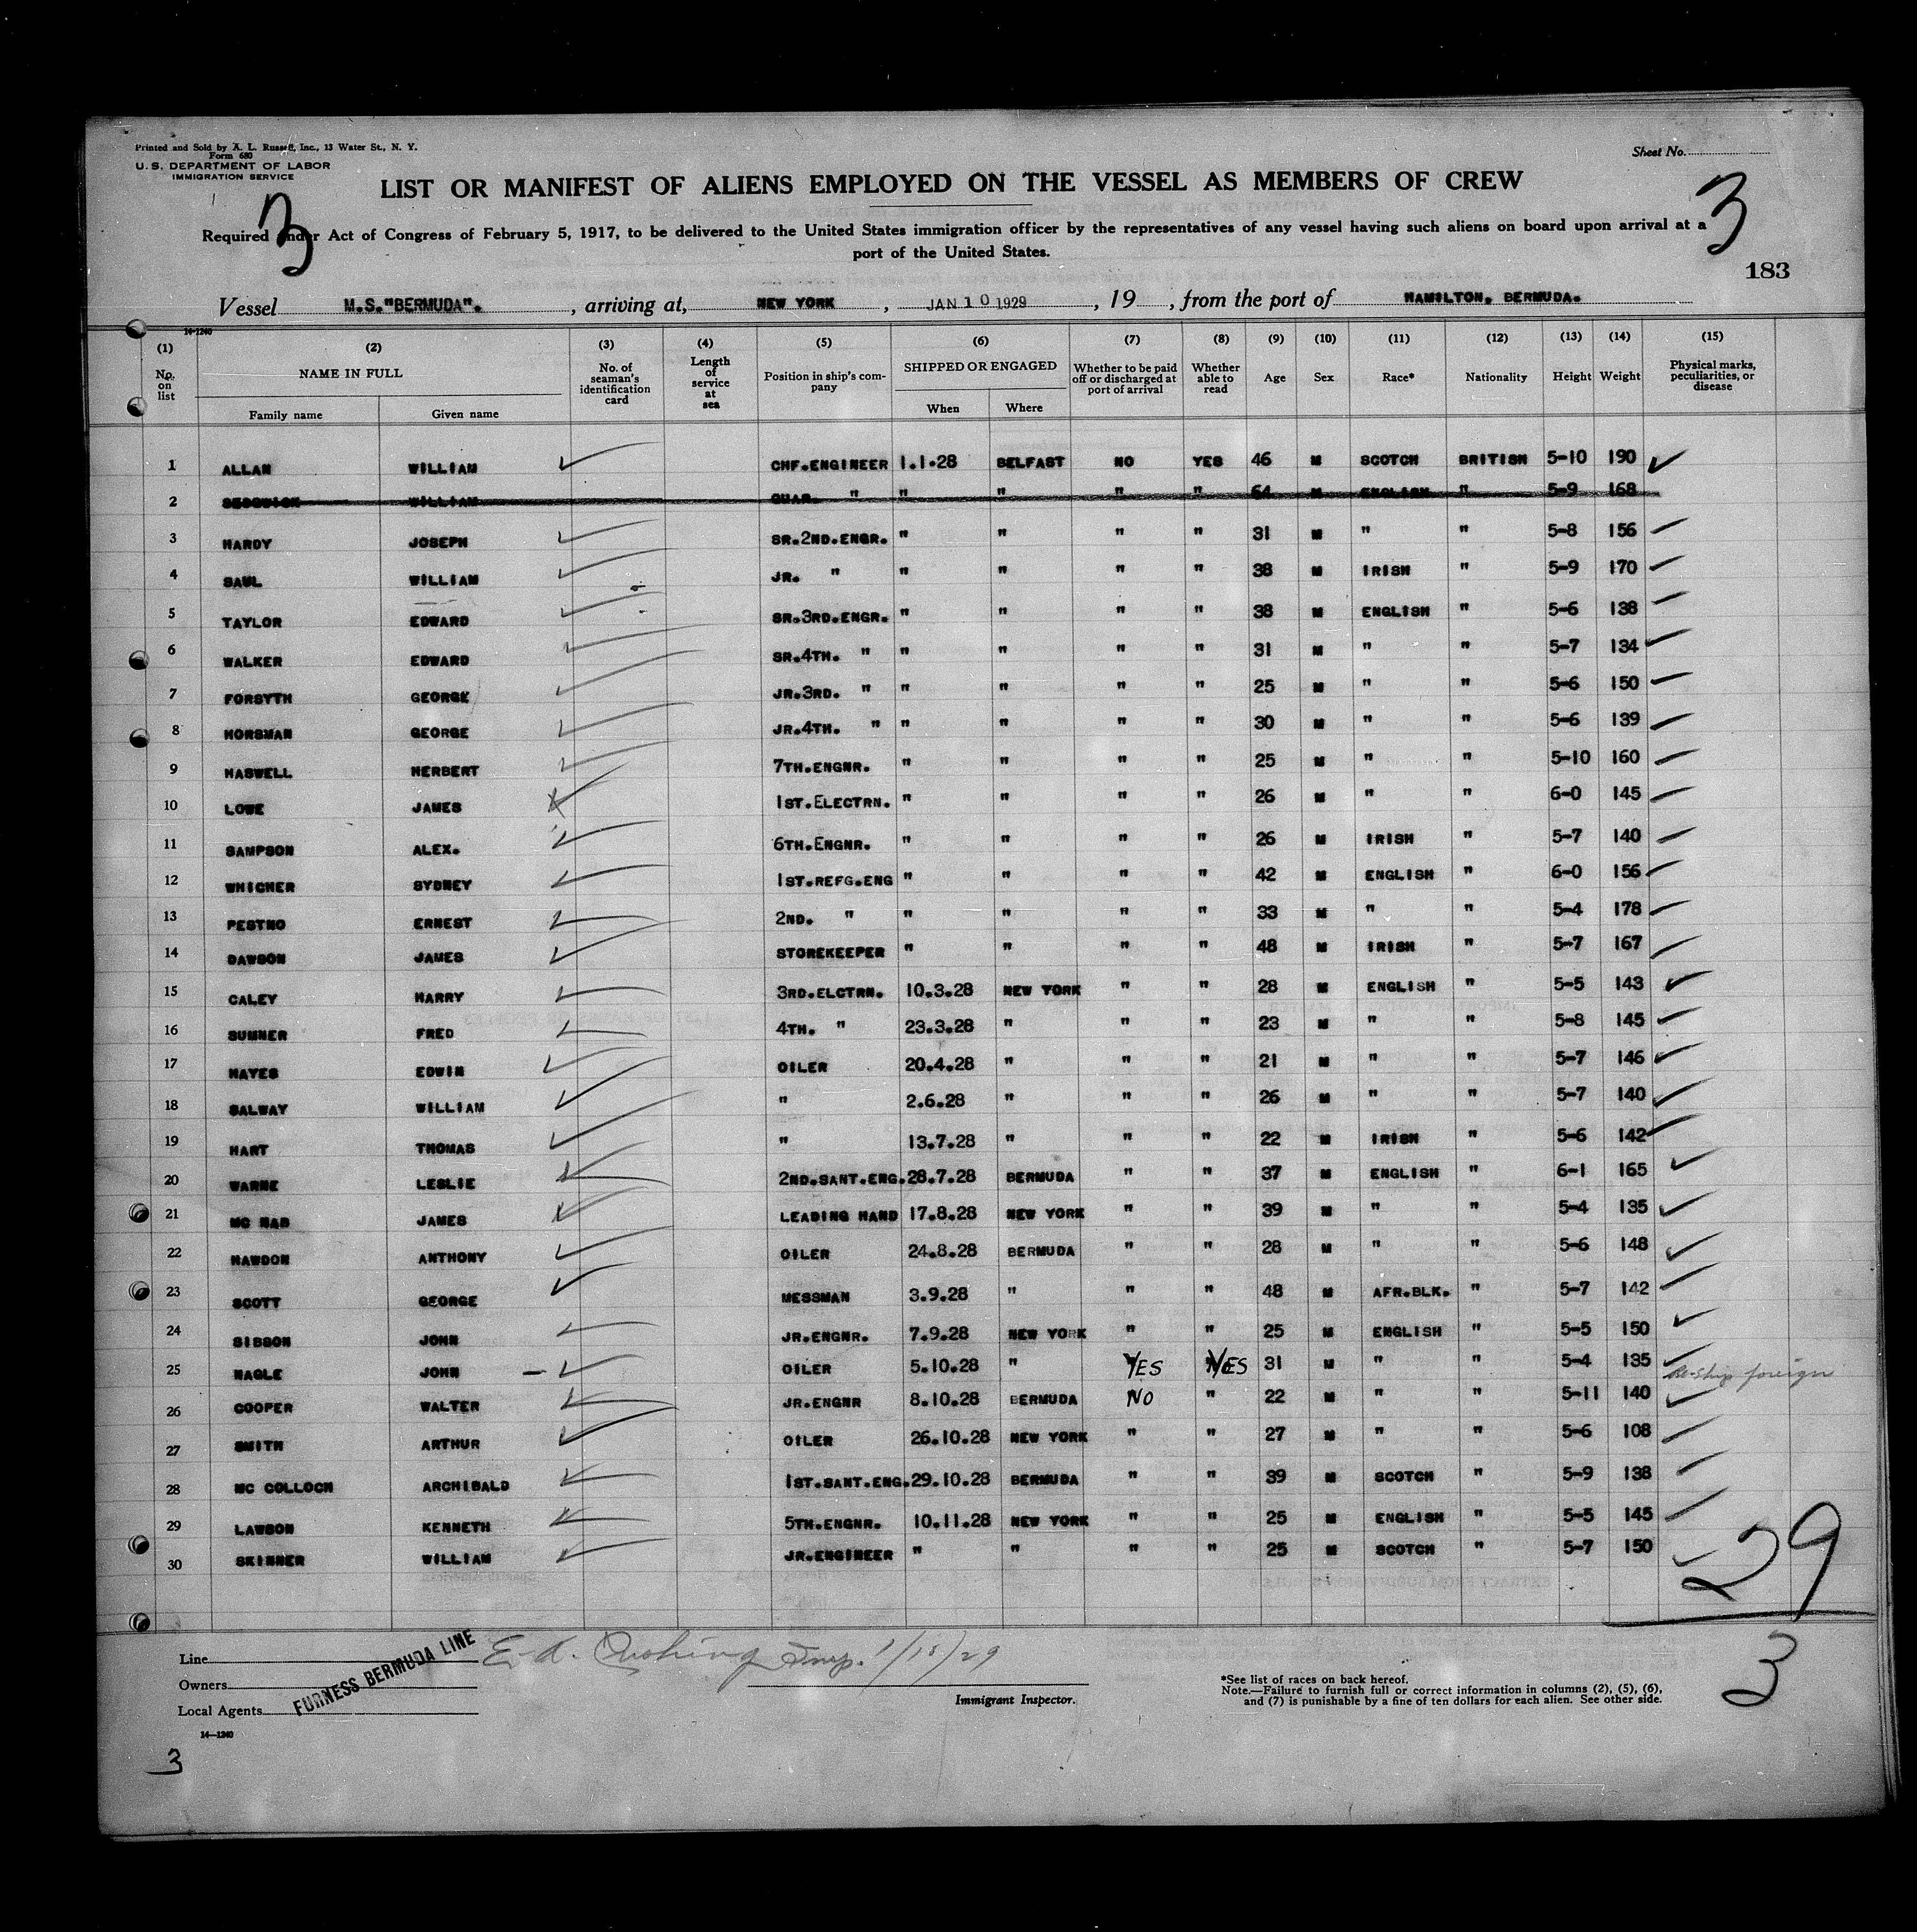 Printed and Sold by A. L. Russell, Inc., 13 Water St., N. Y.
Form 680
U. S. DEPARTMENT OF LABOR
IMMIGRATION SERVICE
Sheet No.
LIST OR MANIFEST OF ALIENS EMPLOYED ON THE VESSEL AS MEMBERS OF CREW
3
3
Required under Act of Congress of February 5, 1917, to be delivered to the United States immigration officer by the representatives of any vessel having such aliens on board upon arrival at a
port of the United States.
183
Vessel M.S."BERMUDA". , arriving at, NEW YORK , JAN 10 1929 , 19 , from the port of HAMILTON, BERMUDA.
14-1240
(1) (2) (3) (4) (5) (6) (7) (8) (9) (10) (11) (12) (13) (14) (15)
No. on list NAME IN FULL Family name Given name No. of seaman's identification card Length of service at sea Position in ship's company SHIPPED OR ENGAGED When Where Whether to be paid off or discharged at port of arrival Whether able to read Age Sex Race* Nationality Height Weight Physical marks, peculiarities, or disease
1 ALLAN WILLIAM CHF.ENGINEER 1.1.28 BELFAST NO YES 46 M SCOTCH BRITISH 5-10 190
2 SEDGWICK WILLIAM GUAR. " " " " " 64 M ENGLISH " 5-9 168
3 HARDY JOSEPH SR.2ND.ENGR. " " " " 31 M " " 5-8 156
4 SAUL WILLIAM JR. " " " " " 38 M IRISH " 5-9 170
5 TAYLOR EDWARD SR.3RD.ENGR. " " " " 38 M ENGLISH " 5-6 138
6 WALKER EDWARD SR.4TH. " " " " " 31 M " " 5-7 134
7 FORSYTH GEORGE JR.3RD. " " " " " 25 M " " 5-6 150
8 HORSMAN GEORGE JR.4TH. " " " " " 30 M " " 5-6 139
9 HASWELL HERBERT 7TH.ENGNR. " " " " 25 M " " 5-10 160
10 LOWE JAMES 1ST.ELECTRN. " " " " 26 M " " 6-0 145
11 SAMPSON ALEX. 6TH.ENGNR. " " " " 26 M IRISH " 5-7 140
12 WHICHER SYDNEY 1ST.REFG.ENG " " " " 42 M ENGLISH " 6-0 156
13 PESTNO ERNEST 2ND. " " " " " 33 M " " 5-4 178
14 DAWSON JAMES STOREKEEPER " " " " 48 M IRISH " 5-7 167
15 CALEY HARRY 3RD.ELCTRN. 10.3.28 NEW YORK " " 28 M ENGLISH " 5-5 143
16 SUMNER FRED 4TH. " 23.3.28 " " " 23 M " " 5-8 145
17 HAYES EDWIN OILER 20.4.28 " " " 21 M " " 5-7 146
18 SALWAY WILLIAM " 2.6.28 " " " 26 M " " 5-7 140
19 HART THOMAS " 13.7.28 " " " 22 M IRISH " 5-6 142
20 WARNE LESLIE 2ND.SANT.ENG. 28.7.28 BERMUDA " " 37 M ENGLISH " 6-1 165
21 MC NAB JAMES LEADING HAND 17.8.28 NEW YORK " " 39 M " " 5-4 135
22 HAWDON ANTHONY OILER 24.8.28 BERMUDA " " 28 M " " 5-6 148
23 SCOTT GEORGE MESSMAN 3.9.28 " " " 48 M AFR.BLK. " 5-7 142
24 SIBSON JOHN JR.ENGNR. 7.9.28 NEW YORK " " 25 M ENGLISH " 5-5 150
25 NAGLE JOHN — OILER 5.10.28 " YES YES 31 M " " 5-4 135 Re-ship foreign
26 COOPER WALTER JR.ENGNR 8.10.28 BERMUDA NO " 22 M " " 5-11 140
27 SMITH ARTHUR OILER 26.10.28 NEW YORK " " 27 M " " 5-6 108
28 MC COLLOCH ARCHIBALD 1ST.SANT.ENG. 29.10.28 BERMUDA " " 39 M SCOTCH " 5-9 138
29 LAWSON KENNETH 5TH.ENGNR. 10.11.28 NEW YORK " " 25 M ENGLISH " 5-5 145
30 SKINNER WILLIAM JR.ENGINEER " " " " 25 M SCOTCH " 5-7 150
29
3
Line
Owners
Local Agents
FURNESS BERMUDA LINE
E. A. Cushing Insp. 1/15/29
Immigrant Inspector.
*See list of races on back hereof.
Note.—Failure to furnish full or correct information in columns (2), (5), (6),
and (7) is punishable by a fine of ten dollars for each alien. See other side.
14—1240
3